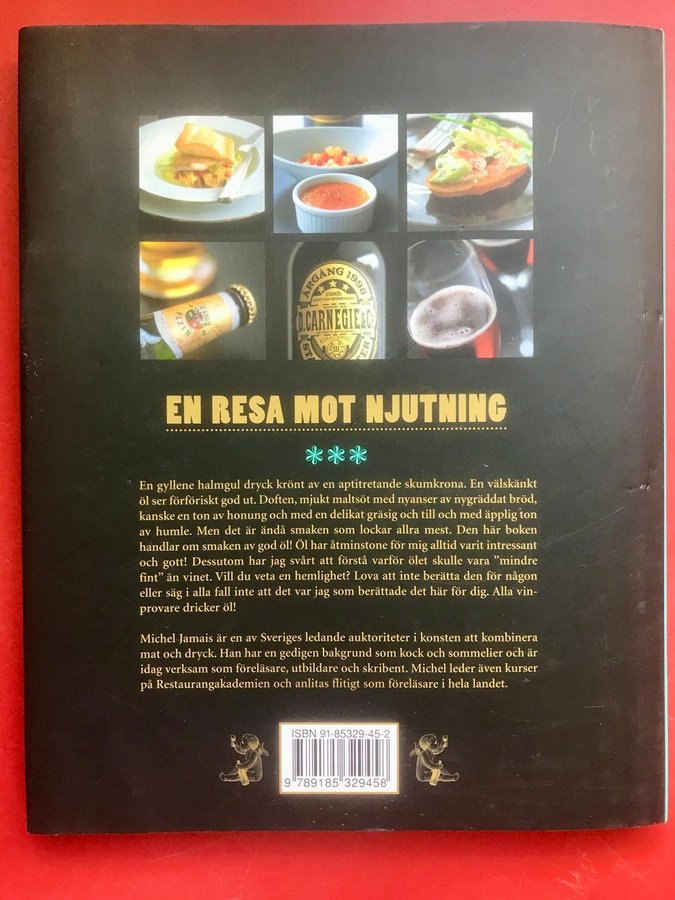 PLZEN
ÅRGÅNG 1998
STARKÖL
D. CARNEGIE & Co
EN RESA MOT NJUTNING
En gyllene halmgul dryck krönt av en aptitretande skumkrona. En välskänkt
öl ser förföriskt god ut. Doften, mjukt maltsöt med nyanser av nygräddat bröd,
kanske en ton av honung och med en delikat gräsig och till och med äpplig ton
av humle. Men det är ändå smaken som lockar allra mest. Den här boken
handlar om smaken av god öl! Öl har åtminstone för mig alltid varit intressant
och gott! Dessutom har jag svårt att förstå varför ölet skulle vara ”mindre
fint” än vinet. Vill du veta en hemlighet? Lova att inte berätta den för någon
eller säg i alla fall inte att det var jag som berättade det här för dig. Alla vin-
provare dricker öl!
Michel Jamais är en av Sveriges ledande auktoriteter i konsten att kombinera
mat och dryck. Han har en gedigen bakgrund som kock och sommelier och är
idag verksam som föreläsare, utbildare och skribent. Michel leder även kurser
på Restaurangakademien och anlitas flitigt som föreläsare i hela landet.
ISBN 91-85329-45-2
9 789185 329458